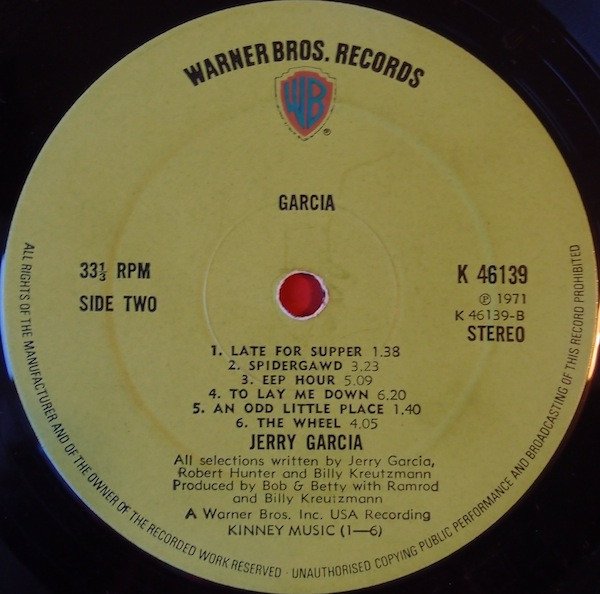 WARNER BROS. RECORDS
WB
®
GARCIA
33⅓ RPM
SIDE TWO
K 46139
℗ 1971
K 46139-B
STEREO
1. LATE FOR SUPPER 1.38
2. SPIDERGAWD 3.23
3. EEP HOUR 5.09
4. TO LAY ME DOWN 6.20
5. AN ODD LITTLE PLACE 1.40
6. THE WHEEL 4.05
JERRY GARCIA
All selections written by Jerry Garcia,
Robert Hunter and Billy Kreutzmann
Produced by Bob & Betty with Ramrod
and Billy Kreutzmann
A Warner Bros. Inc. USA Recording
KINNEY MUSIC (1—6)
ALL RIGHTS OF THE MANUFACTURER AND OF THE OWNER OF THE RECORDED WORK RESERVED · UNAUTHORISED COPYING PUBLIC PERFORMANCE AND BROADCASTING OF THIS RECORD PROHIBITED